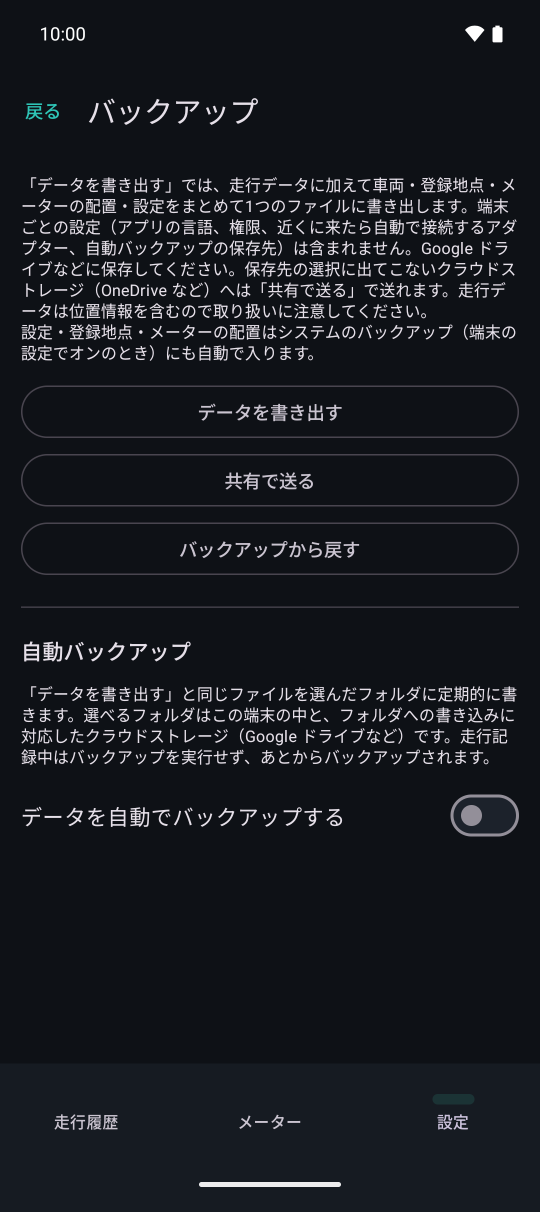 10:00
戻る バックアップ
「データを書き出す」では、走行データに加えて車両・登録地点・メ
ーターの配置・設定をまとめて1つのファイルに書き出します。端末
ごとの設定（アプリの言語、権限、近くに来たら自動で接続するアダ
プター、自動バックアップの保存先）は含まれません。Google ドラ
イブなどに保存してください。保存先の選択に出てこないクラウドス
トレージ（OneDrive など）へは「共有で送る」で送れます。走行デ
ータは位置情報を含むので取り扱いに注意してください。
設定・登録地点・メーターの配置はシステムのバックアップ（端末の
設定でオンのとき）にも自動で入ります。
データを書き出す
共有で送る
バックアップから戻す
自動バックアップ
「データを書き出す」と同じファイルを選んだフォルダに定期的に書
きます。選べるフォルダはこの端末の中と、フォルダへの書き込みに
対応したクラウドストレージ（Google ドライブなど）です。走行記
録中はバックアップを実行せず、あとからバックアップされます。
データを自動でバックアップする
走行履歴 メーター 設定